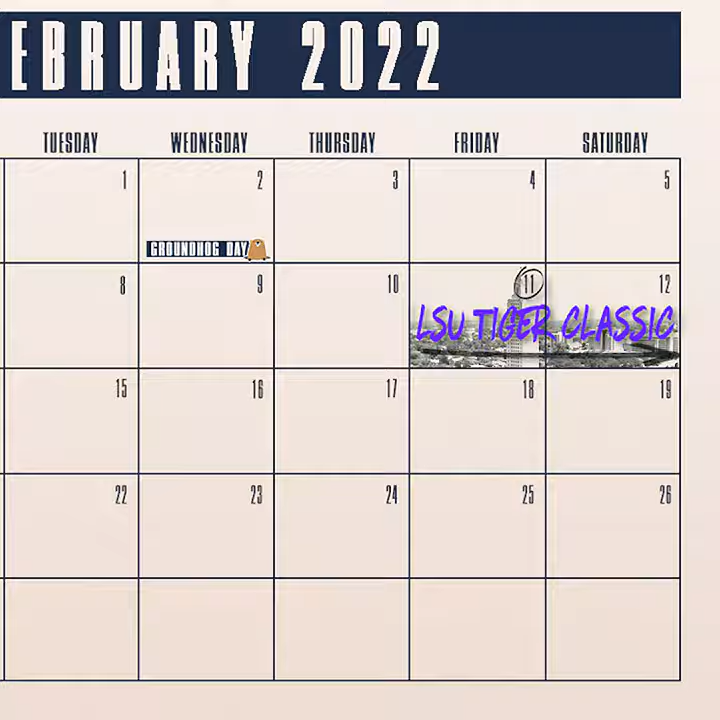 EBRUARY 2022
TUESDAY WEDNESDAY THURSDAY FRIDAY SATURDAY
1 2 3 4 5
GROUNDHOG DAY
8 9 10 11 12
LSU TIGER CLASSIC
15 16 17 18 19
22 23 24 25 26